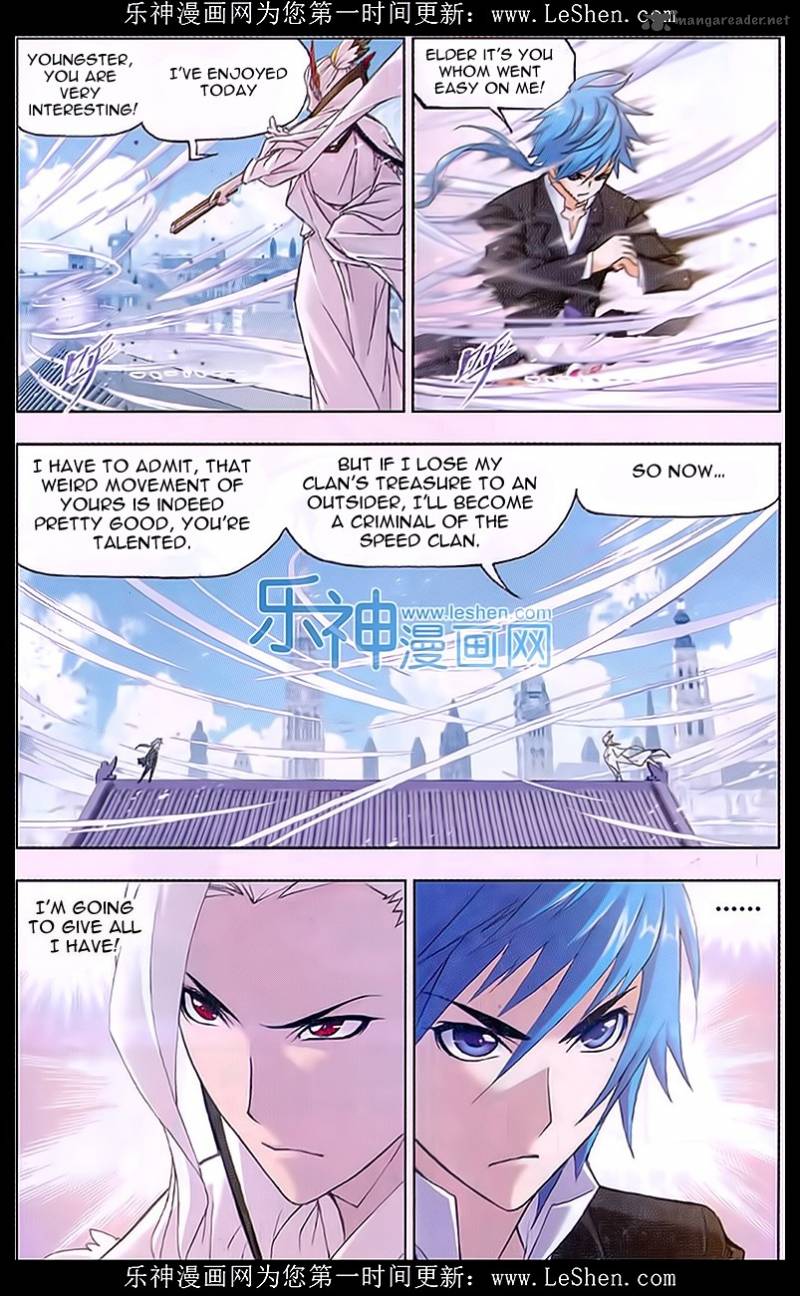 乐神漫画网为您第一时间更新：www.LeShen.com
mangareader.net
YOUNGSTER,
YOU ARE
VERY
INTERESTING!
I'VE ENJOYED
TODAY
ELDER IT'S YOU
WHOM WENT
EASY ON ME!
I HAVE TO ADMIT, THAT
WEIRD MOVEMENT OF
YOURS IS INDEED
PRETTY GOOD, YOU'RE
TALENTED.
BUT IF I LOSE MY
CLAN'S TREASURE TO AN
OUTSIDER, I'LL BECOME
A CRIMINAL OF THE
SPEED CLAN.
SO NOW...
乐神漫画网
www.leshen.com
I'M GOING
TO GIVE ALL
I HAVE!
......
乐神漫画网为您第一时间更新：www.LeShen.com